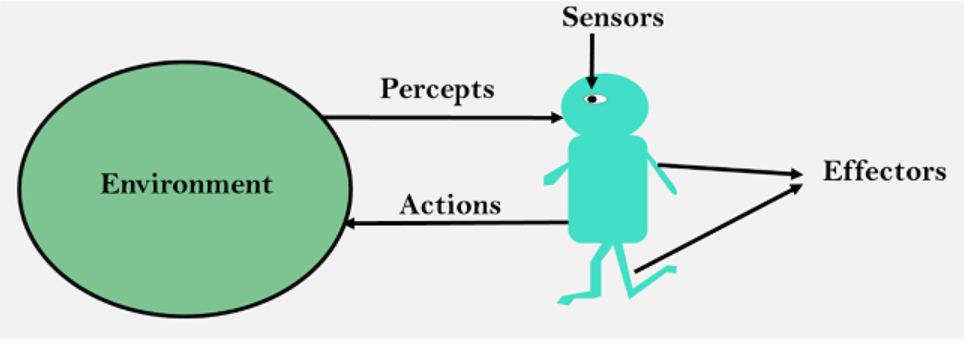 Sensors
Percepts
Environment
Effectors
Actions